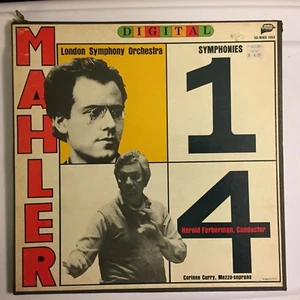 DIGITAL
MAHLER
London Symphony Orchestra
SYMPHONIES
1
4
Harold Farberman, Conductor
Corinne Curry, Mezzo-soprano